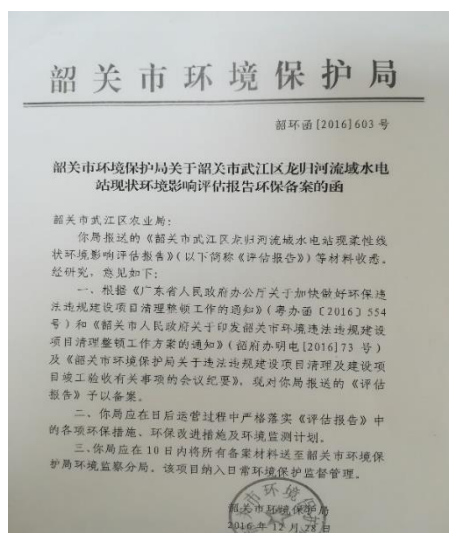 韶关市环境保护局
韶环函[2016]603号
韶关市环境保护局关于韶关市武江区龙归河流域水电
站现状环境影响评估报告环保备案的函
韶关市武江区农业局：
你局报送的《韶关市武江区龙归河流域水电站现柔性线
状环境影响评估报告》（以下简称《评估报告》）等材料收悉。
经研究，意见如下：
一、根据《广东省人民政府办公厅关于加快做好环保违
法违规建设项目清理整顿工作的通知》（粤办函〔2016〕554
号）和《韶关市人民政府关于印发韶关市环境违法违规建设
项目清理整顿工作方案的通知》（韶府办明电[2016]73 号）
及《韶关市环境保护局关于违法违规建设项目清理及建设项
目竣工验收有关事项的会议纪要》，现对你局报送的《评估
报告》予以备案。
二、你局应在日后运营过程中严格落实《评估报告》中
的各项环保措施、环保改进措施及环境监测计划。
三、你局应在10日内将所有备案材料送至韶关市环境保
护局环境监察分局。该项目纳入日常环境保护监督管理。
韶关市环境保护局
2016年12月28日